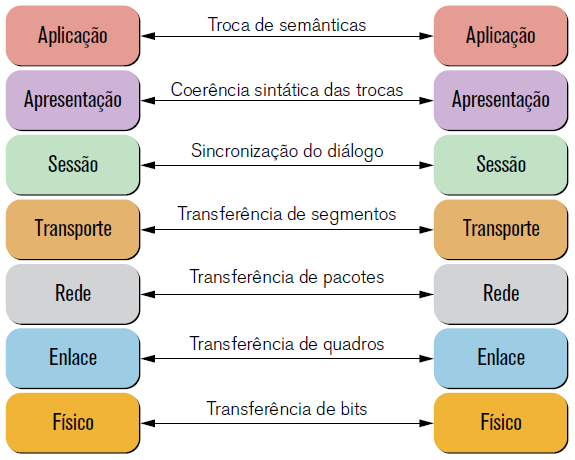 Aplicação Troca de semânticas Aplicação
Apresentação Coerência sintática das trocas Apresentação
Sessão Sincronização do diálogo Sessão
Transporte Transferência de segmentos Transporte
Rede Transferência de pacotes Rede
Enlace Transferência de quadros Enlace
Físico Transferência de bits Físico